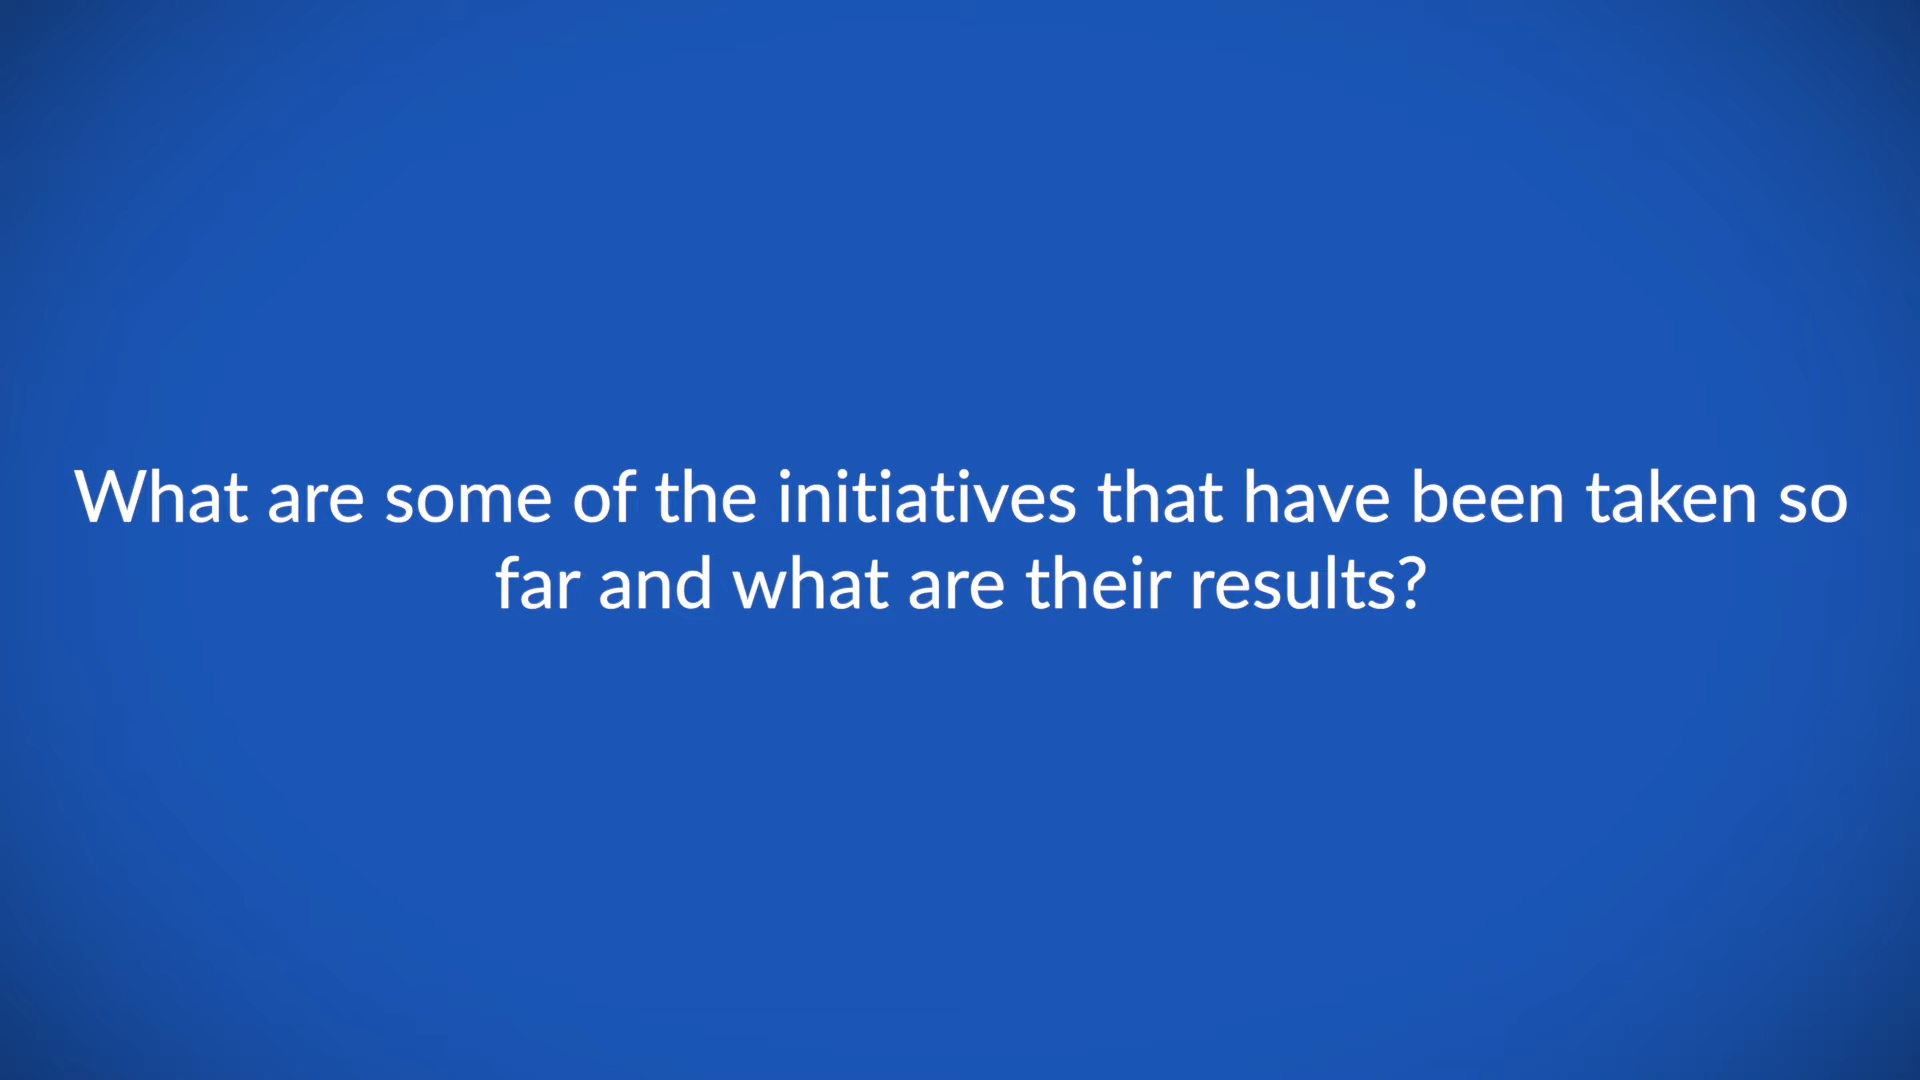 What are some of the initiatives that have been taken so
far and what are their results?